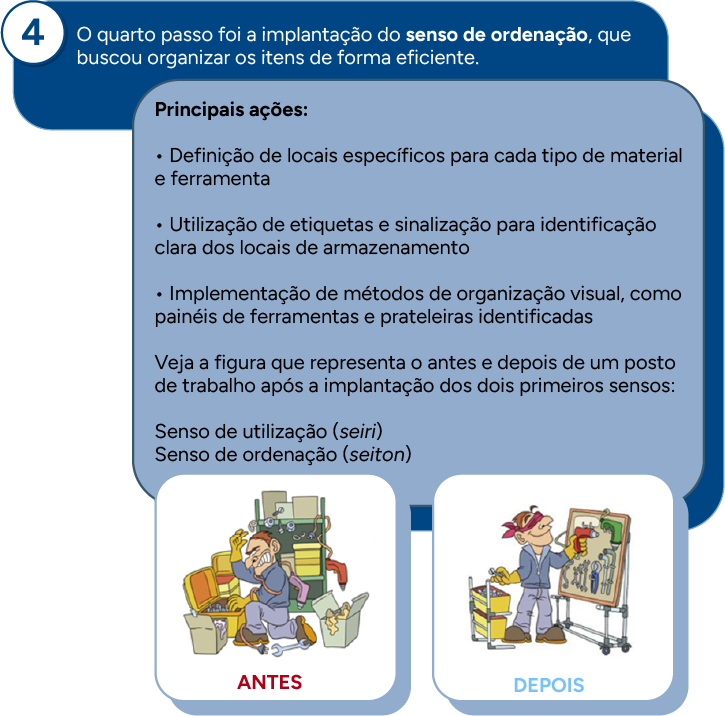 4
O quarto passo foi a implantação do senso de ordenação, que
buscou organizar os itens de forma eficiente.
Principais ações:
• Definição de locais específicos para cada tipo de material
e ferramenta
• Utilização de etiquetas e sinalização para identificação
clara dos locais de armazenamento
• Implementação de métodos de organização visual, como
painéis de ferramentas e prateleiras identificadas
Veja a figura que representa o antes e depois de um posto
de trabalho após a implantação dos dois primeiros sensos:
Senso de utilização (seiri)
Senso de ordenação (seiton)
ANTES
DEPOIS